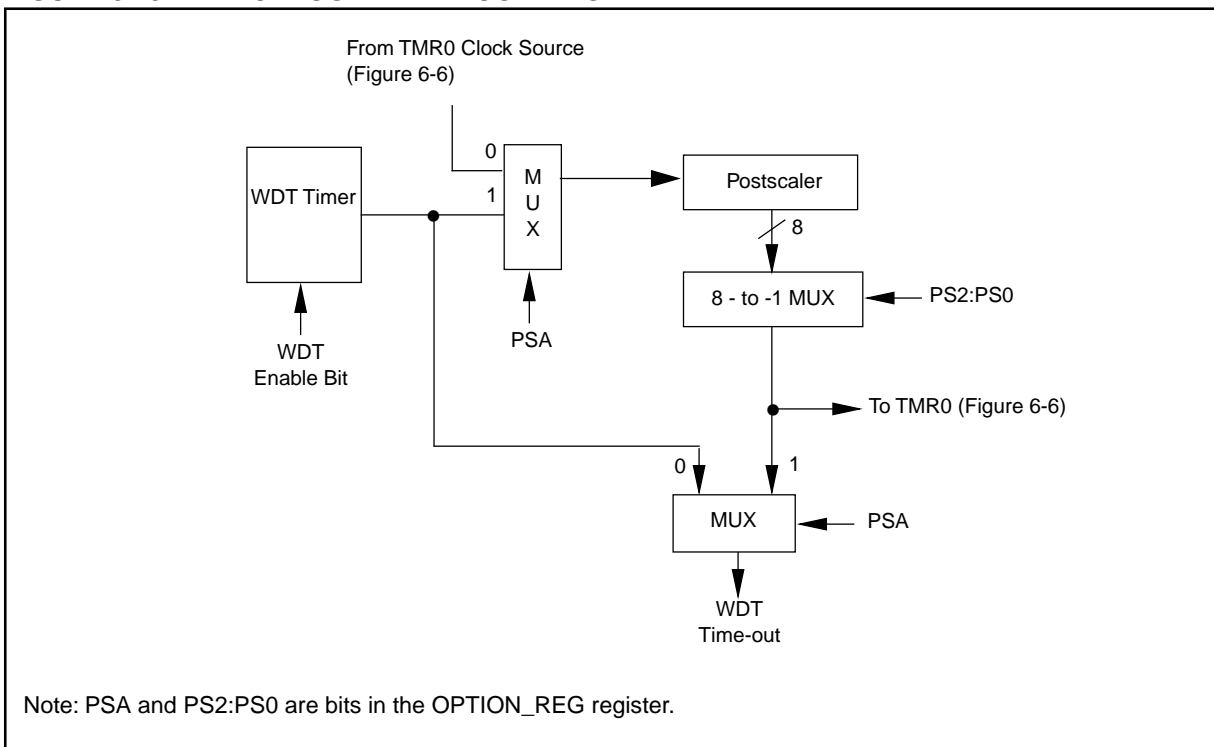 From TMR0 Clock Source
(Figure 6-6)
0
1
M
U
X
WDT Timer
Postscaler
8
8 - to -1 MUX
PS2:PS0
PSA
WDT
Enable Bit
To TMR0 (Figure 6-6)
0
1
MUX
PSA
WDT
Time-out
Note: PSA and PS2:PS0 are bits in the OPTION_REG register.